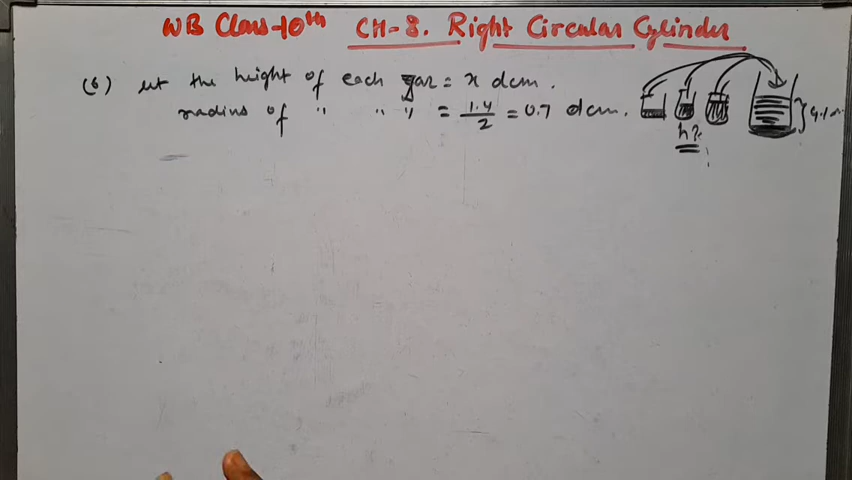 WB Class-10th CH-8. Right Circular Cylinder
(6) Let the height of each gar = x dcm.
radius of " " " = 1.4/2 = 0.7 dcm.
h?